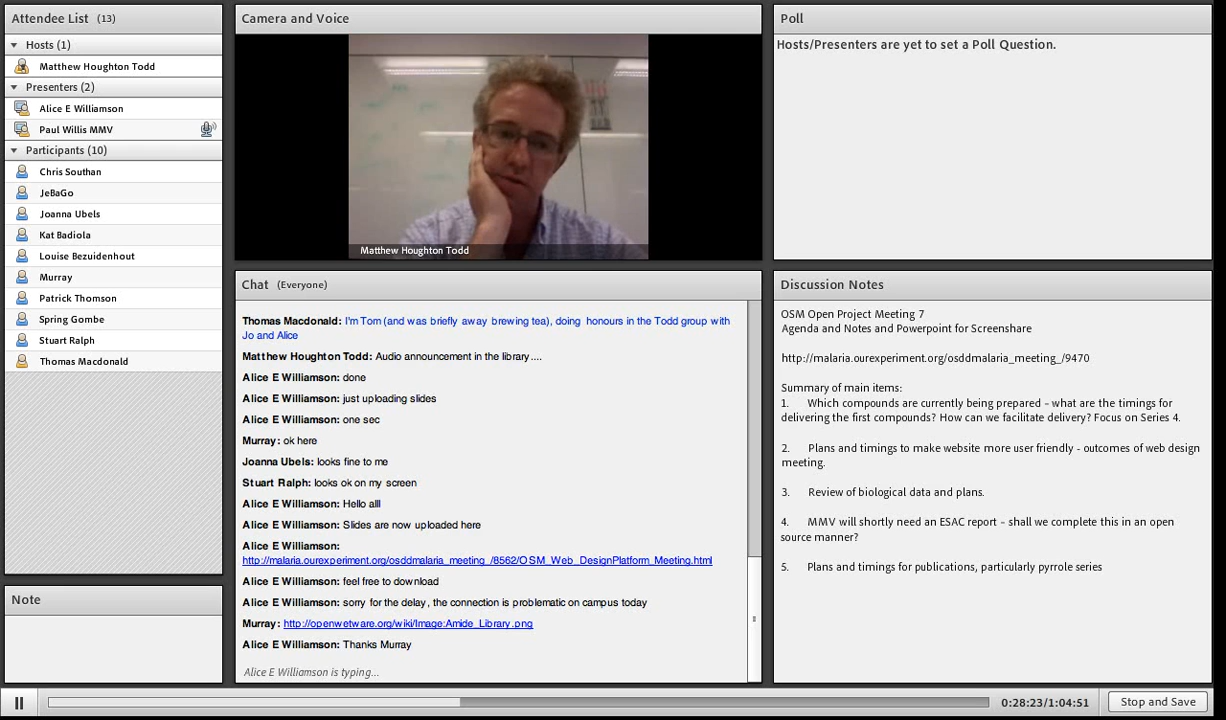 Attendee List (13)
Hosts (1)
Matthew Houghton Todd
Presenters (2)
Alice E Williamson
Paul Willis MMV
Participants (10)
Chris Southan
JeBaGo
Joanna Ubels
Kat Badiola
Louise Bezuidenhout
Murray
Patrick Thomson
Spring Gombe
Stuart Ralph
Thomas Macdonald
Note
Camera and Voice
Matthew Houghton Todd
Chat (Everyone)
Thomas Macdonald: I'm Tom (and was briefly away brewing tea), doing honours in the Todd group with
Jo and Alice
Matthew Houghton Todd: Audio announcement in the library....
Alice E Williamson: done
Alice E Williamson: just uploading slides
Alice E Williamson: one sec
Murray: ok here
Joanna Ubels: looks fine to me
Stuart Ralph: looks ok on my screen
Alice E Williamson: Hello alll
Alice E Williamson: Slides are now uploaded here
Alice E Williamson:
http://malaria.ourexperiment.org/osddmalaria_meeting_/8562/OSM_Web_DesignPlatform_Meeting.html
Alice E Williamson: feel free to download
Alice E Williamson: sorry for the delay, the connection is problematic on campus today
Murray: http://openwetware.org/wiki/Image:Amide_Library.png
Alice E Williamson: Thanks Murray
Alice E Williamson is typing...
Poll
Hosts/Presenters are yet to set a Poll Question.
Discussion Notes
OSM Open Project Meeting 7
Agenda and Notes and Powerpoint for Screenshare
http://malaria.ourexperiment.org/osddmalaria_meeting_/9470
Summary of main items:
1. Which compounds are currently being prepared – what are the timings for
delivering the first compounds? How can we facilitate delivery? Focus on Series 4.
2. Plans and timings to make website more user friendly - outcomes of web design
meeting.
3. Review of biological data and plans.
4. MMV will shortly need an ESAC report – shall we complete this in an open
source manner?
5. Plans and timings for publications, particularly pyrrole series
0:28:23/1:04:51
Stop and Save